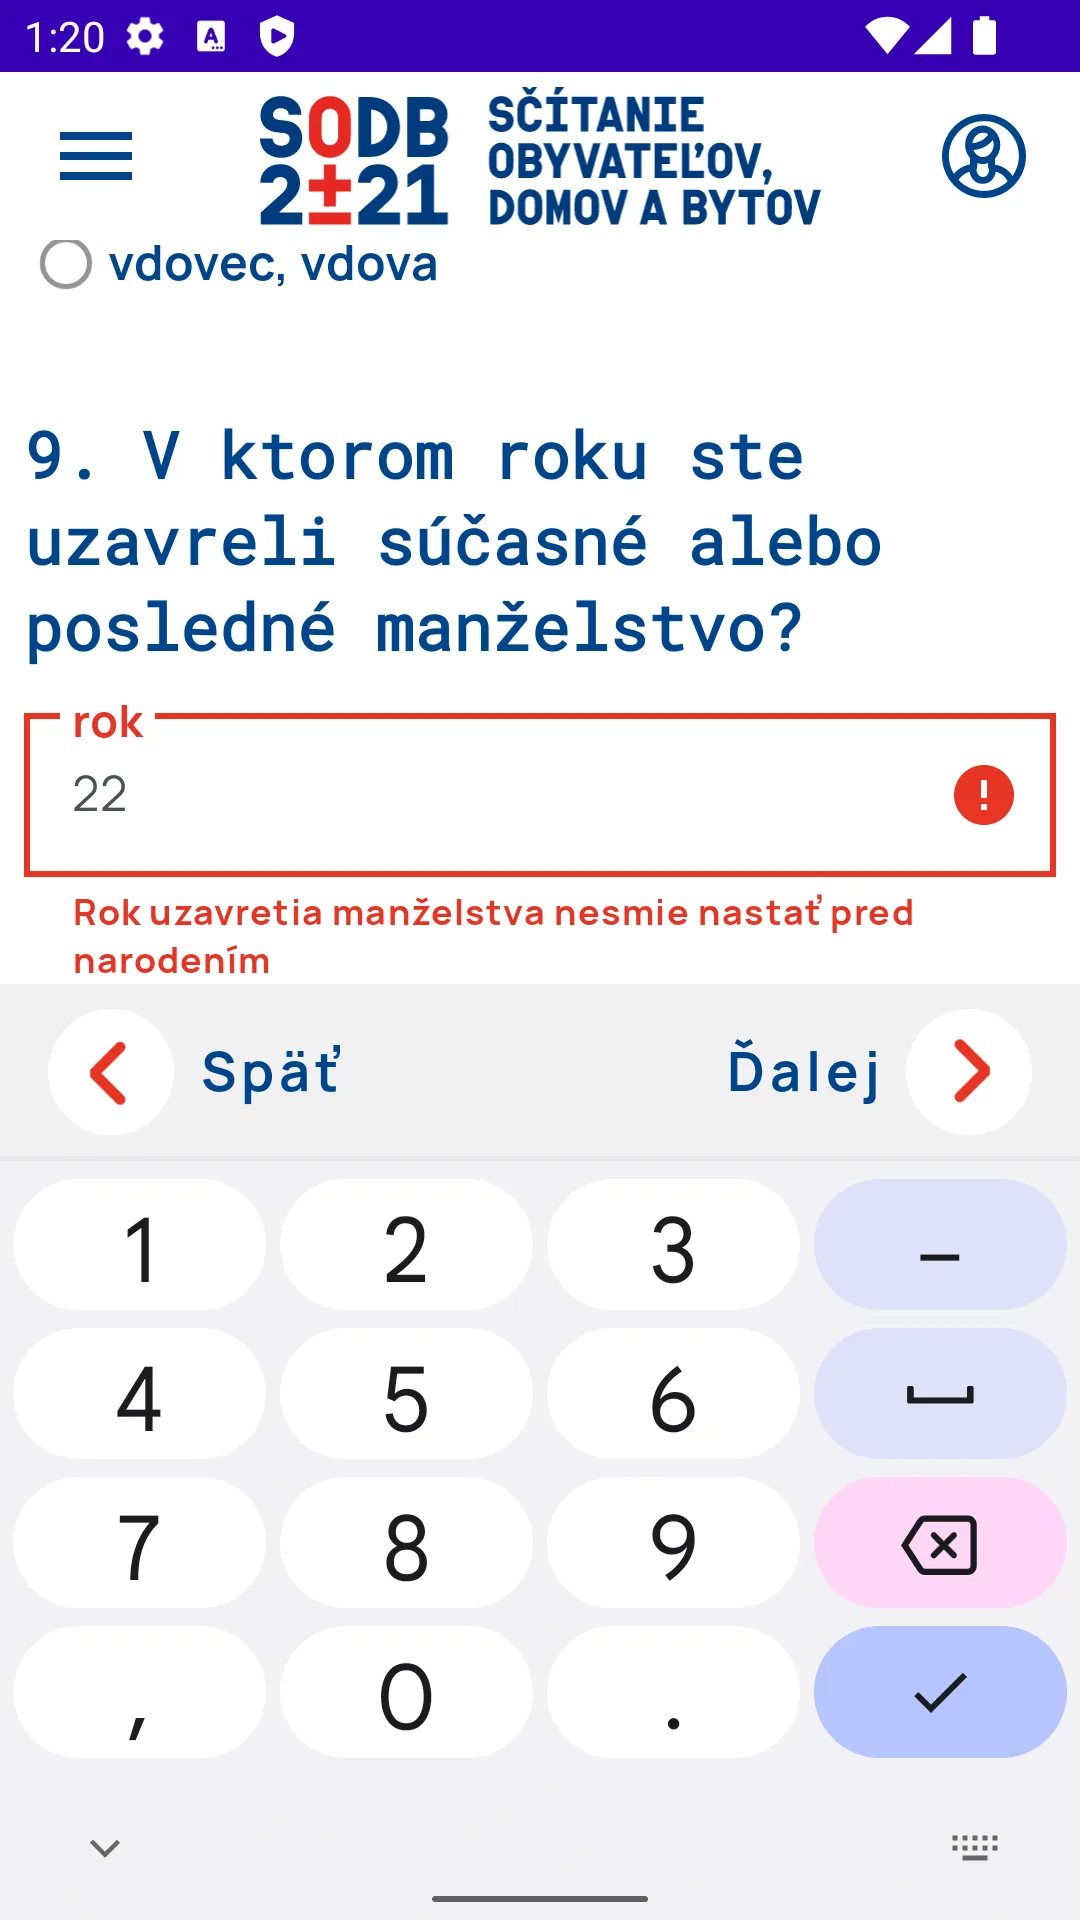 1:20
SODB
2±21
SČÍTANIE
OBYVATEĽOV,
DOMOV A BYTOV
vdovec, vdova
9. V ktorom roku ste
uzavreli súčasné alebo
posledné manželstvo?
rok
22
Rok uzavretia manželstva nesmie nastať pred
narodením
Späť
Ďalej
1 2 3 –
4 5 6
7 8 9
, 0 .